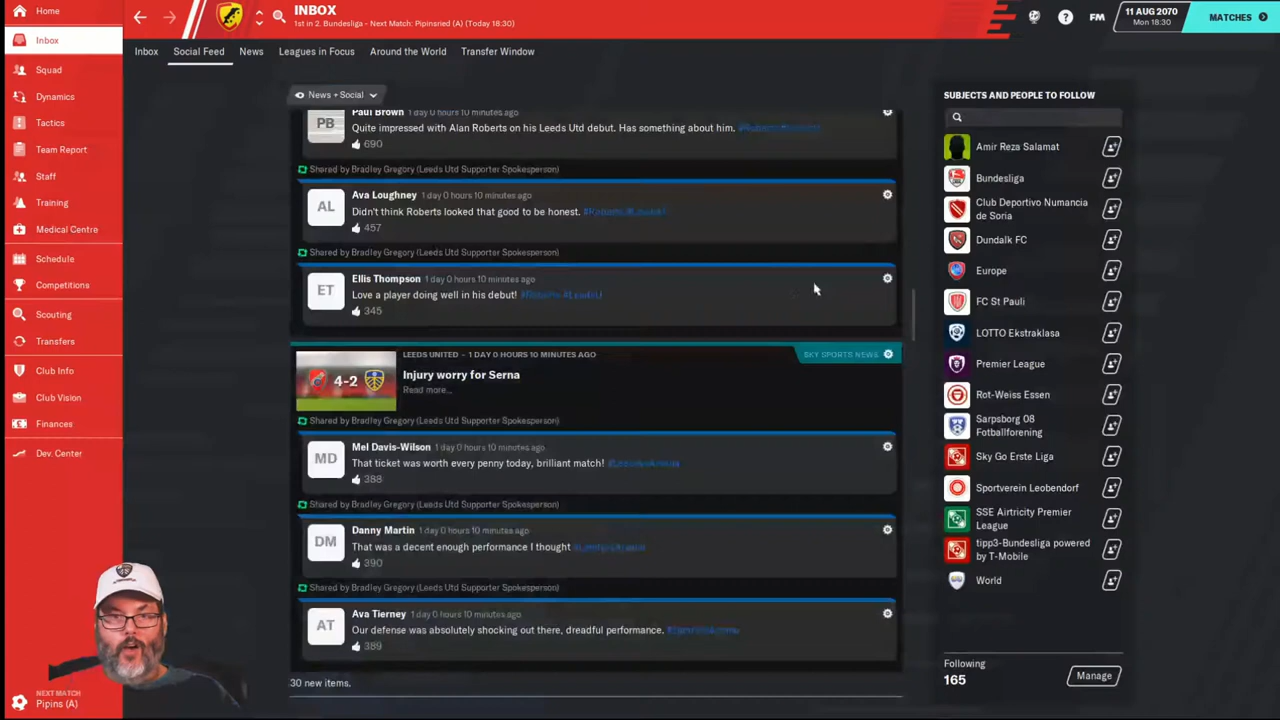 Home
INBOX
1st in 2. Bundesliga - Next Match: Pipinsried (A) (Today 18:30)
FM
11 AUG 2070
Mon 18:30
MATCHES
Inbox
Inbox
Social Feed
News
Leagues in Focus
Around the World
Transfer Window
Squad
Dynamics
Tactics
Team Report
Staff
Training
Medical Centre
Schedule
Competitions
Scouting
Transfers
Club Info
Club Vision
Finances
Dev. Center
NEXT MATCH
Pipins (A)
News + Social
PB
Paul Brown 1 day 0 hours 10 minutes ago
Quite impressed with Alan Roberts on his Leeds Utd debut. Has something about him.
690
Shared by Bradley Gregory (Leeds Utd Supporter Spokesperson)
AL
Ava Loughney 1 day 0 hours 10 minutes ago
Didn't think Roberts looked that good to be honest.
457
Shared by Bradley Gregory (Leeds Utd Supporter Spokesperson)
ET
Ellis Thompson 1 day 0 hours 10 minutes ago
Love a player doing well in his debut!
345
LEEDS UNITED - 1 DAY 0 HOURS 10 MINUTES AGO
SKY SPORTS NEWS
4-2
Injury worry for Serna
Read more...
Shared by Bradley Gregory (Leeds Utd Supporter Spokesperson)
MD
Mel Davis-Wilson 1 day 0 hours 10 minutes ago
That ticket was worth every penny today, brilliant match!
388
Shared by Bradley Gregory (Leeds Utd Supporter Spokesperson)
DM
Danny Martin 1 day 0 hours 10 minutes ago
That was a decent enough performance I thought
390
Shared by Bradley Gregory (Leeds Utd Supporter Spokesperson)
AT
Ava Tierney 1 day 0 hours 10 minutes ago
Our defense was absolutely shocking out there, dreadful performance.
389
30 new items.
SUBJECTS AND PEOPLE TO FOLLOW
Amir Reza Salamat
Bundesliga
Club Deportivo Numancia
de Soria
Dundalk FC
Europe
FC St Pauli
LOTTO Ekstraklasa
Premier League
Rot-Weiss Essen
Sarpsborg 08
Fotballforening
Sky Go Erste Liga
Sportverein Leobendorf
SSE Airtricity Premier
League
tipp3-Bundesliga powered
by T-Mobile
World
Following
165
Manage